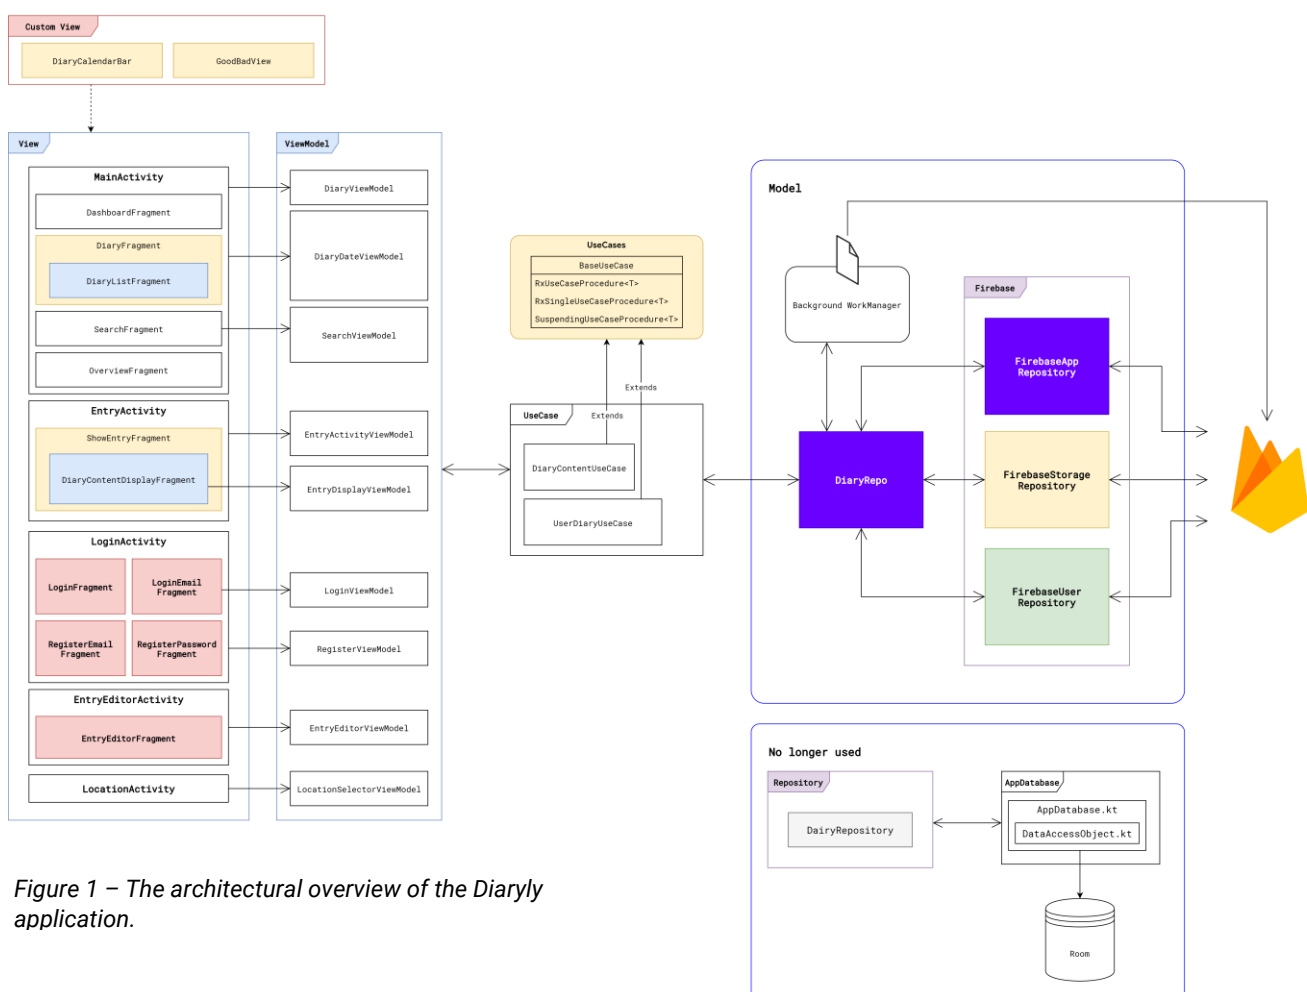 Custom View
DiaryCalendarBar
GoodBadView
View
MainActivity
DashboardFragment
DiaryFragment
DiaryListFragment
SearchFragment
OverviewFragment
EntryActivity
ShowEntryFragment
DiaryContentDisplayFragment
LoginActivity
LoginFragment
LoginEmail
Fragment
RegisterEmail
Fragment
RegisterPassword
Fragment
EntryEditorActivity
EntryEditorFragment
LocationActivity
ViewModel
DiaryViewModel
DiaryDateViewModel
SearchViewModel
EntryActivityViewModel
EntryDisplayViewModel
LoginViewModel
RegisterViewModel
EntryEditorViewModel
LocationSelectorViewModel
UseCases
BaseUseCase
RxUseCaseProcedure<T>
RxSingleUseCaseProcedure<T>
SuspendingUseCaseProcedure<T>
Extends
Extends
UseCase
DiaryContentUseCase
UserDiaryUseCase
Model
Background WorkManager
DiaryRepo
Firebase
FirebaseApp
Repository
FirebaseStorage
Repository
FirebaseUser
Repository
No longer used
Repository
DairyRepository
AppDatabase
AppDatabase.kt
DataAccessObject.kt
Room
Figure 1 – The architectural overview of the Diaryly
application.